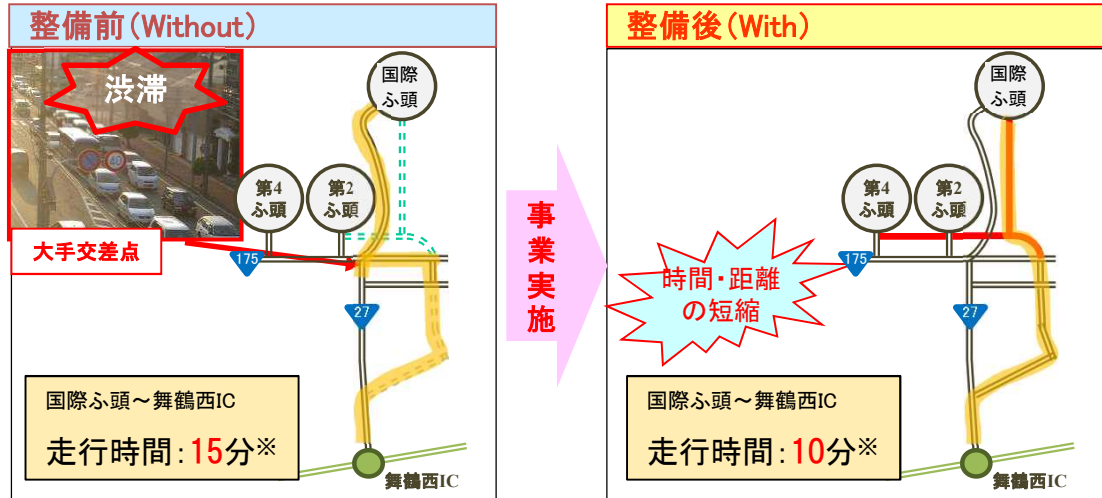 整備前(Without)
渋滞
40
大手交差点
国際
ふ頭
第4
ふ頭
第2
ふ頭
175
27
国際ふ頭～舞鶴西IC
走行時間:15分※
舞鶴西IC
事業実施
整備後(With)
国際
ふ頭
第4
ふ頭
第2
ふ頭
175
時間・距離
の短縮
27
国際ふ頭～舞鶴西IC
走行時間:10分※
舞鶴西IC